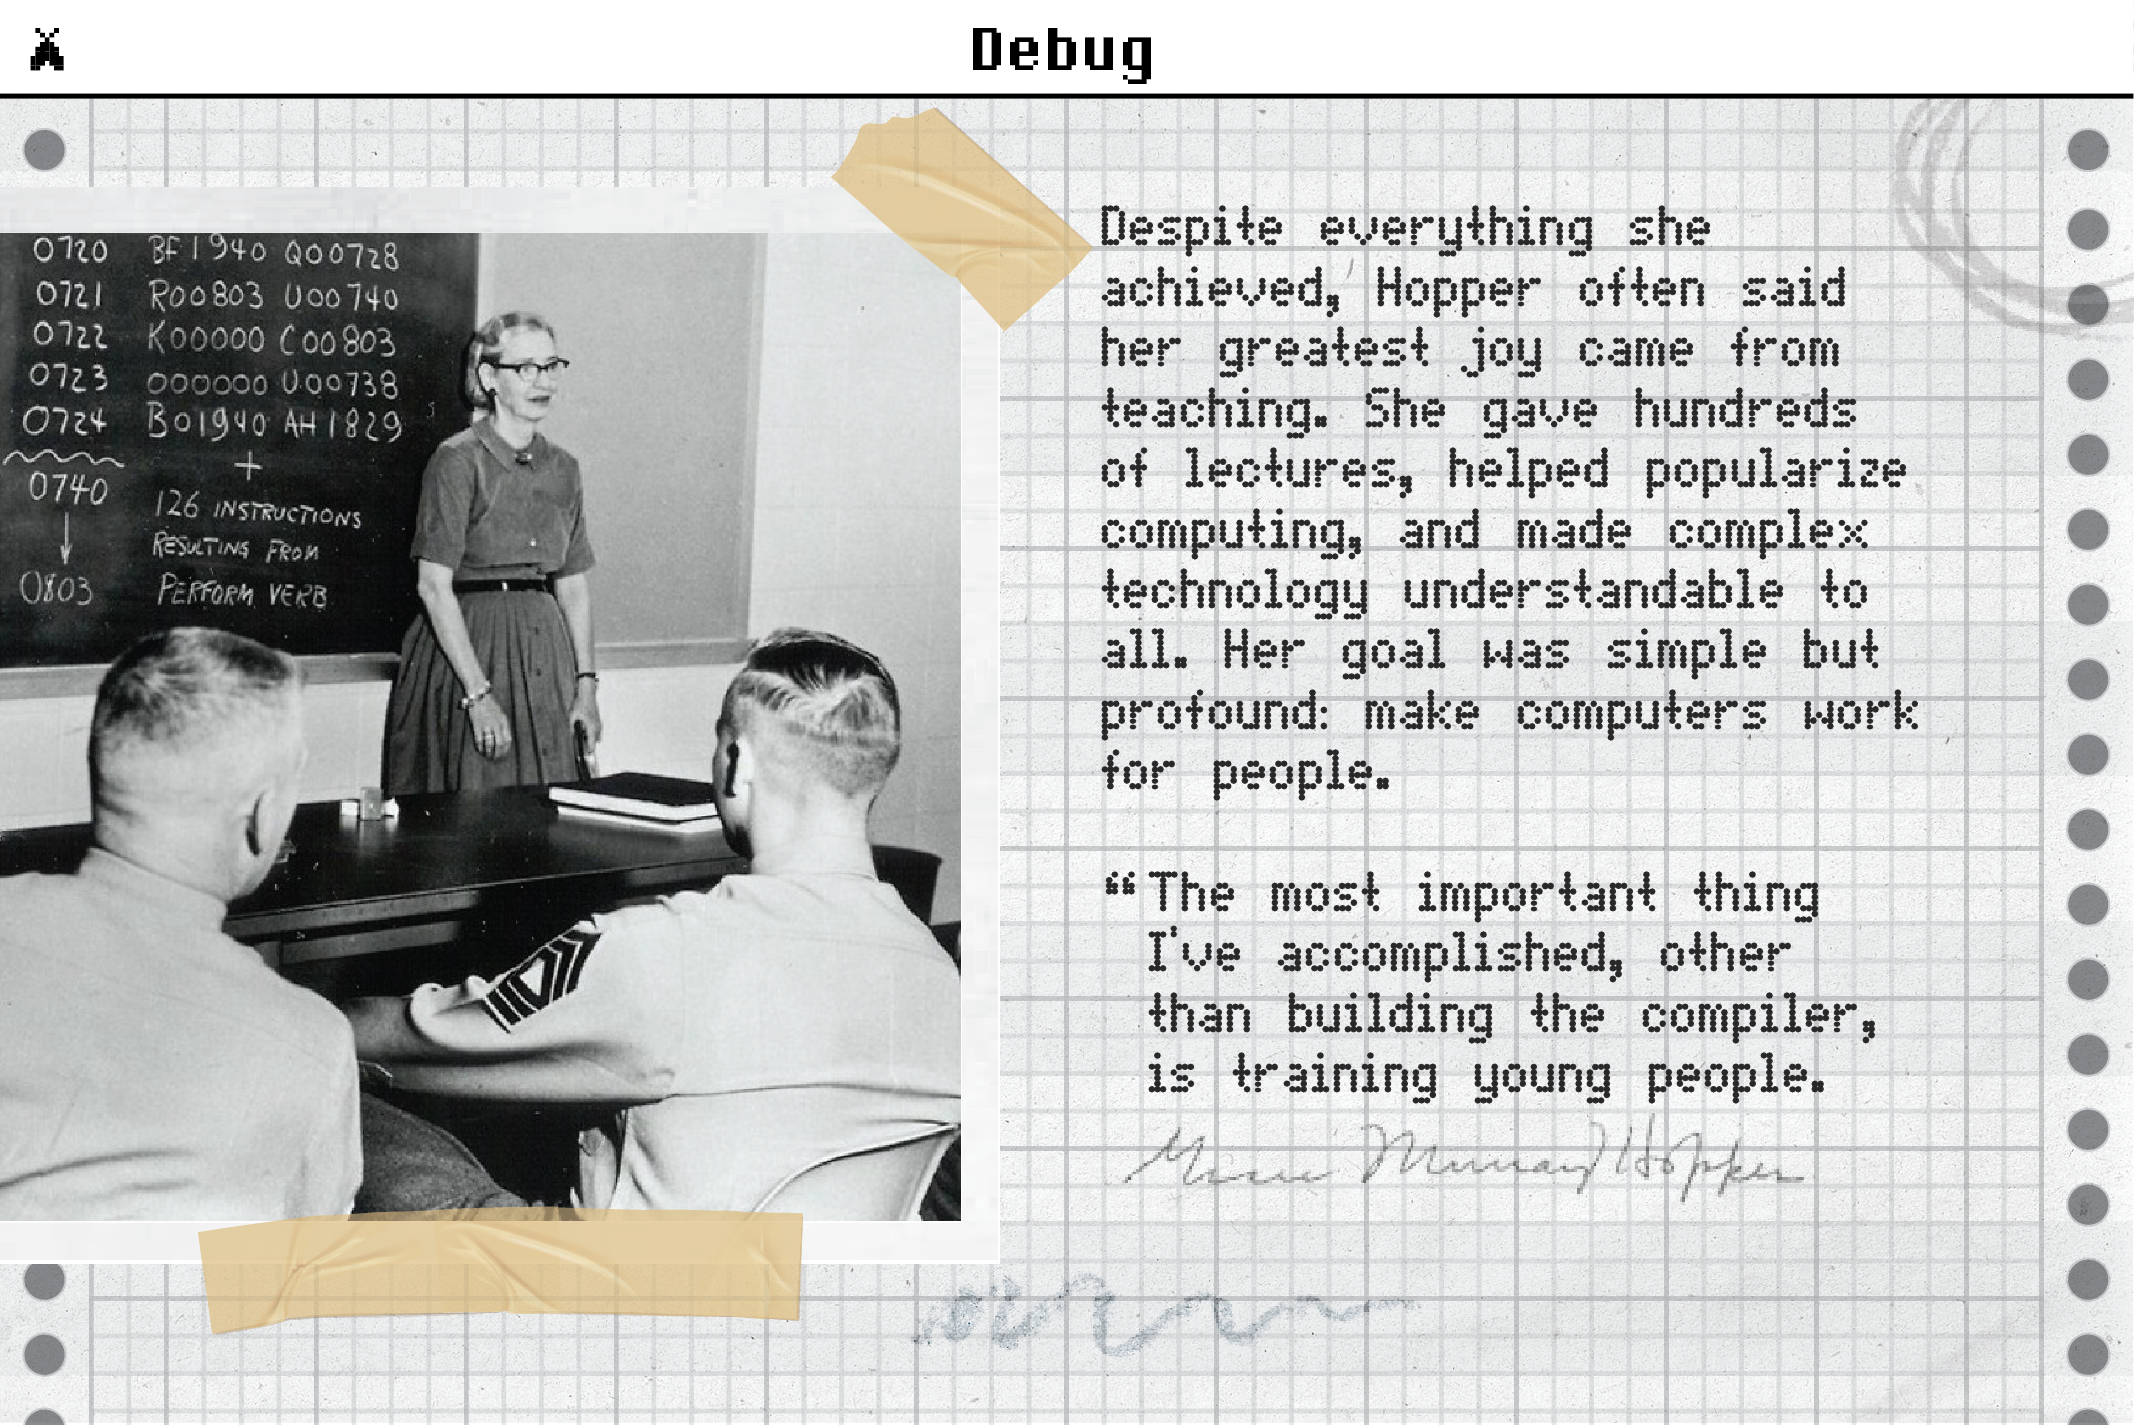 Debug
0720 BF1940 Q00728
0721 R00803 U00740
0722 K00000 C00803
0723 000000 U00738
0724 B01940 AH1829
+
0740 126 INSTRUCTIONS
RESULTING FROM
0803 PERFORM VERB
Despite everything she
achieved, Hopper often said
her greatest joy came from
teaching. She gave hundreds
of lectures, helped popularize
computing, and made complex
technology understandable to
all. Her goal was simple but
profound: make computers work
for people.
“The most important thing
I've accomplished, other
than building the compiler,
is training young people.
Grace Murray Hopper